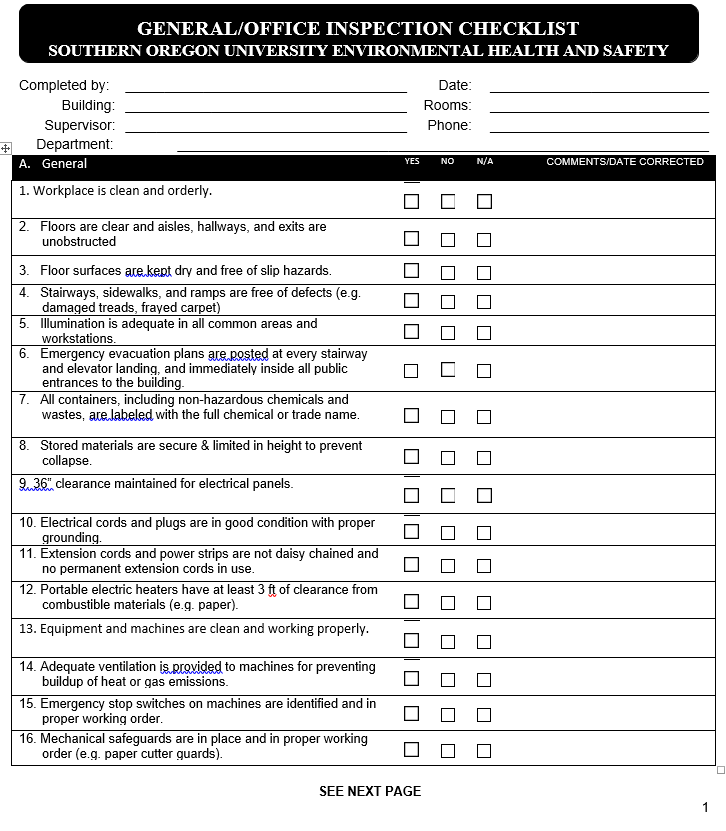 GENERAL/OFFICE INSPECTION CHECKLIST
SOUTHERN OREGON UNIVERSITY ENVIRONMENTAL HEALTH AND SAFETY
Completed by: Date:
Building: Rooms:
Supervisor: Phone:
Department:
A. General YES NO N/A COMMENTS/DATE CORRECTED
1. Workplace is clean and orderly.
2. Floors are clear and aisles, hallways, and exits are
unobstructed
3. Floor surfaces are kept dry and free of slip hazards.
4. Stairways, sidewalks, and ramps are free of defects (e.g.
damaged treads, frayed carpet)
5. Illumination is adequate in all common areas and
workstations.
6. Emergency evacuation plans are posted at every stairway
and elevator landing, and immediately inside all public
entrances to the building.
7. All containers, including non-hazardous chemicals and
wastes, are labeled with the full chemical or trade name.
8. Stored materials are secure & limited in height to prevent
collapse.
9. 36” clearance maintained for electrical panels.
10. Electrical cords and plugs are in good condition with proper
grounding.
11. Extension cords and power strips are not daisy chained and
no permanent extension cords in use.
12. Portable electric heaters have at least 3 ft of clearance from
combustible materials (e.g. paper).
13. Equipment and machines are clean and working properly.
14. Adequate ventilation is provided to machines for preventing
buildup of heat or gas emissions.
15. Emergency stop switches on machines are identified and in
proper working order.
16. Mechanical safeguards are in place and in proper working
order (e.g. paper cutter guards).
SEE NEXT PAGE
1